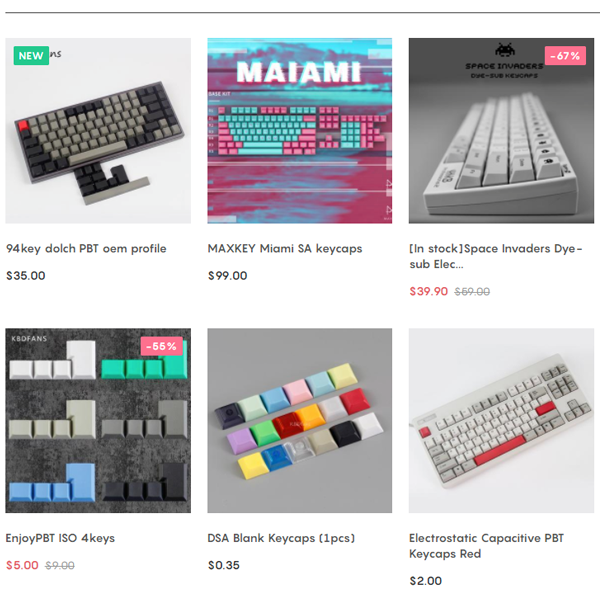 NEW
MAIAMI
BASE KIT
SPACE INVADERS
DYE-SUB KEYCAPS
-67%
94key dolch PBT oem profile
$35.00
MAXKEY Miami SA keycaps
$99.00
[In stock]Space Invaders Dye-
sub Elec...
$39.90 $59.00
KBDFANS
-55%
EnjoyPBT ISO 4keys
$5.00 $9.00
DSA Blank Keycaps (1pcs)
$0.35
Electrostatic Capacitive PBT
Keycaps Red
$2.00